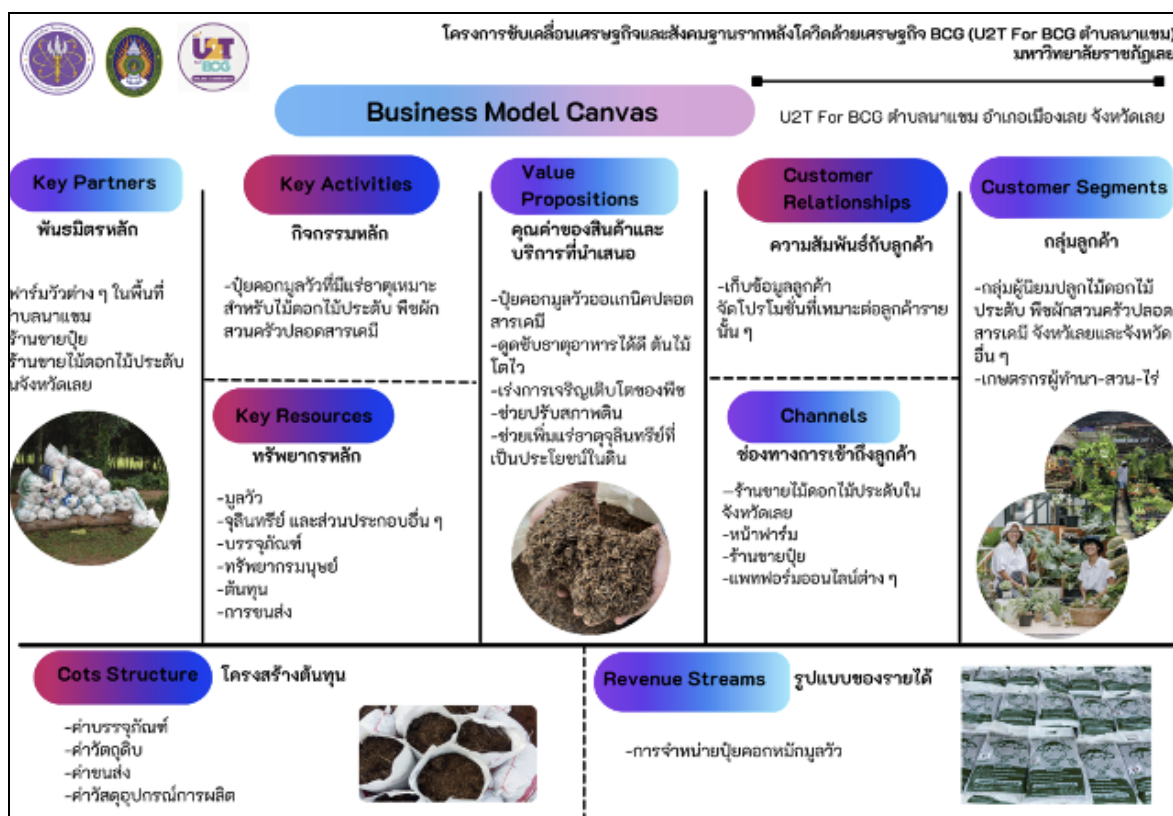 โครงการขับเคลื่อนเศรษฐกิจและสังคมฐานรากหลังโควิดด้วยเศรษฐกิจ BCG (U2T For BCG ตำบลนาแขม)
มหาวิทยาลัยราชภัฏเลย
U2T
BCG
Business Model Canvas
U2T For BCG ตำบลนาแขม อำเภอเมืองเลย จังหวัดเลย
Key Partners
พันธมิตรหลัก
ฟาร์มวัวต่าง ๆ ในพื้นที่
ำบลนาแขม
ร้านขายปุ๋ย
ร้านขายไม้ดอกไม้ประดับ
นจังหวัดเลย
Key Activities
กิจกรรมหลัก
-ปุ๋ยคอกมูลวัวที่มีแร่ธาตุเหมาะ
สำหรับไม้ดอกไม้ประดับ พืชผัก
สวนครัวปลอดสารเคมี
Key Resources
ทรัพยากรหลัก
-มูลวัว
-จุลินทรีย์ และส่วนประกอบอื่น ๆ
-บรรจุภัณฑ์
-ทรัพยากรมนุษย์
-ต้นทุน
-การขนส่ง
Value
Propositions
คุณค่าของสินค้าและ
บริการที่นำเสนอ
-ปุ๋ยคอกมูลวัวออแกนิคปลอด
สารเคมี
-ดูดซับธาตุอาหารได้ดี ต้นไม้
โตไว
-เร่งการเจริญเติบโตของพืช
-ช่วยปรับสภาพดิน
-ช่วยเพิ่มแร่ธาตุจุลินทรีย์ที่
เป็นประโยชน์ในดิน
Customer
Relationships
ความสัมพันธ์กับลูกค้า
-เก็บข้อมูลลูกค้า
จัดโปรโมชั่นที่เหมาะต่อลูกค้าราย
นั้น ๆ
Channels
ช่องทางการเข้าถึงลูกค้า
-ร้านขายไม้ดอกไม้ประดับใน
จังหวัดเลย
-หน้าฟาร์ม
-ร้านขายปุ๋ย
-แพทฟอร์มออนไลน์ต่าง ๆ
Customer Segments
กลุ่มลูกค้า
-กลุ่มผู้นิยมปลูกไม้ดอกไม้
ประดับ พืชผักสวนครัวปลอด
สารเคมี จังหวัเลยและจังหวัด
อื่น ๆ
-เกษตรกรผู้ทำนา-สวน-ไร่
Cots Structure
โครงสร้างต้นทุน
-ค่าบรรจุภัณฑ์
-ค่าวัตถุดิบ
-ค่าขนส่ง
-ค่าวัสดุอุปกรณ์การผลิต
Revenue Streams
รูปแบบของรายได้
-การจำหน่ายปุ๋ยคอกหมักมูลวัว